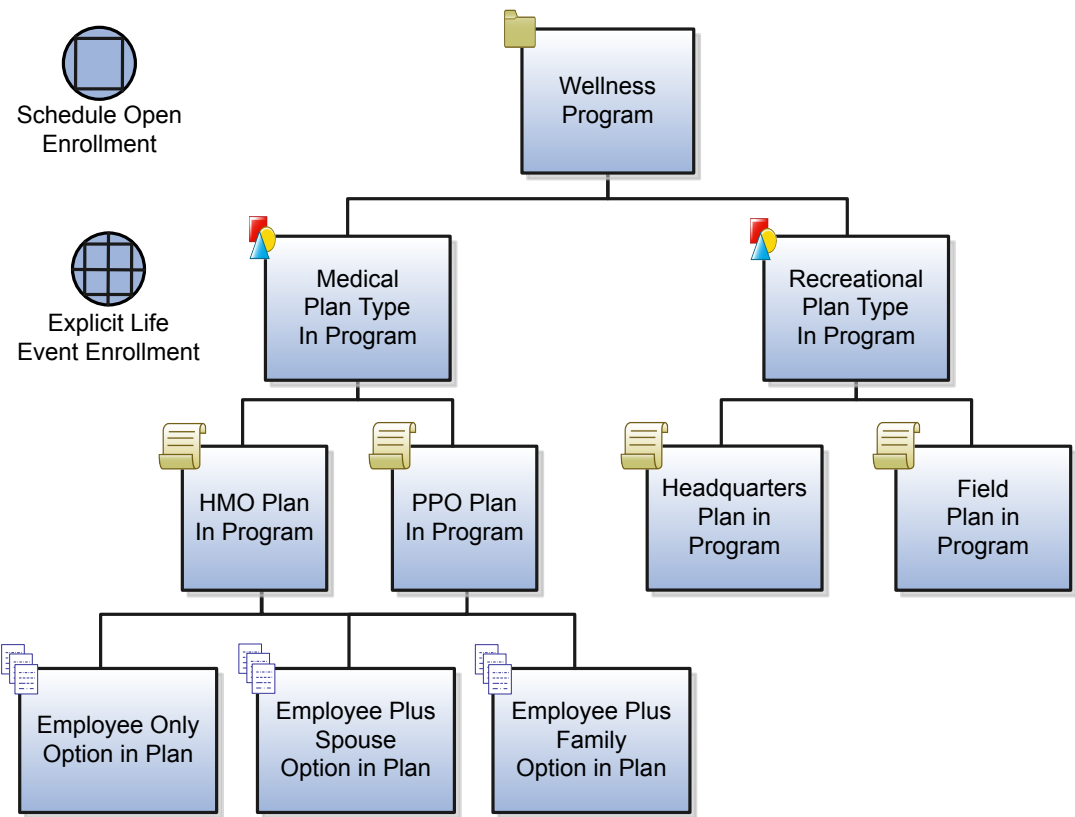 Schedule Open
Enrollment
Wellness
Program
Explicit Life
Event Enrollment
Medical
Plan Type
In Program
Recreational
Plan Type
In Program
HMO Plan
In Program
PPO Plan
In Program
Headquarters
Plan in
Program
Field
Plan in
Program
Employee Only
Option in Plan
Employee Plus
Spouse
Option in Plan
Employee Plus
Family
Option in Plan